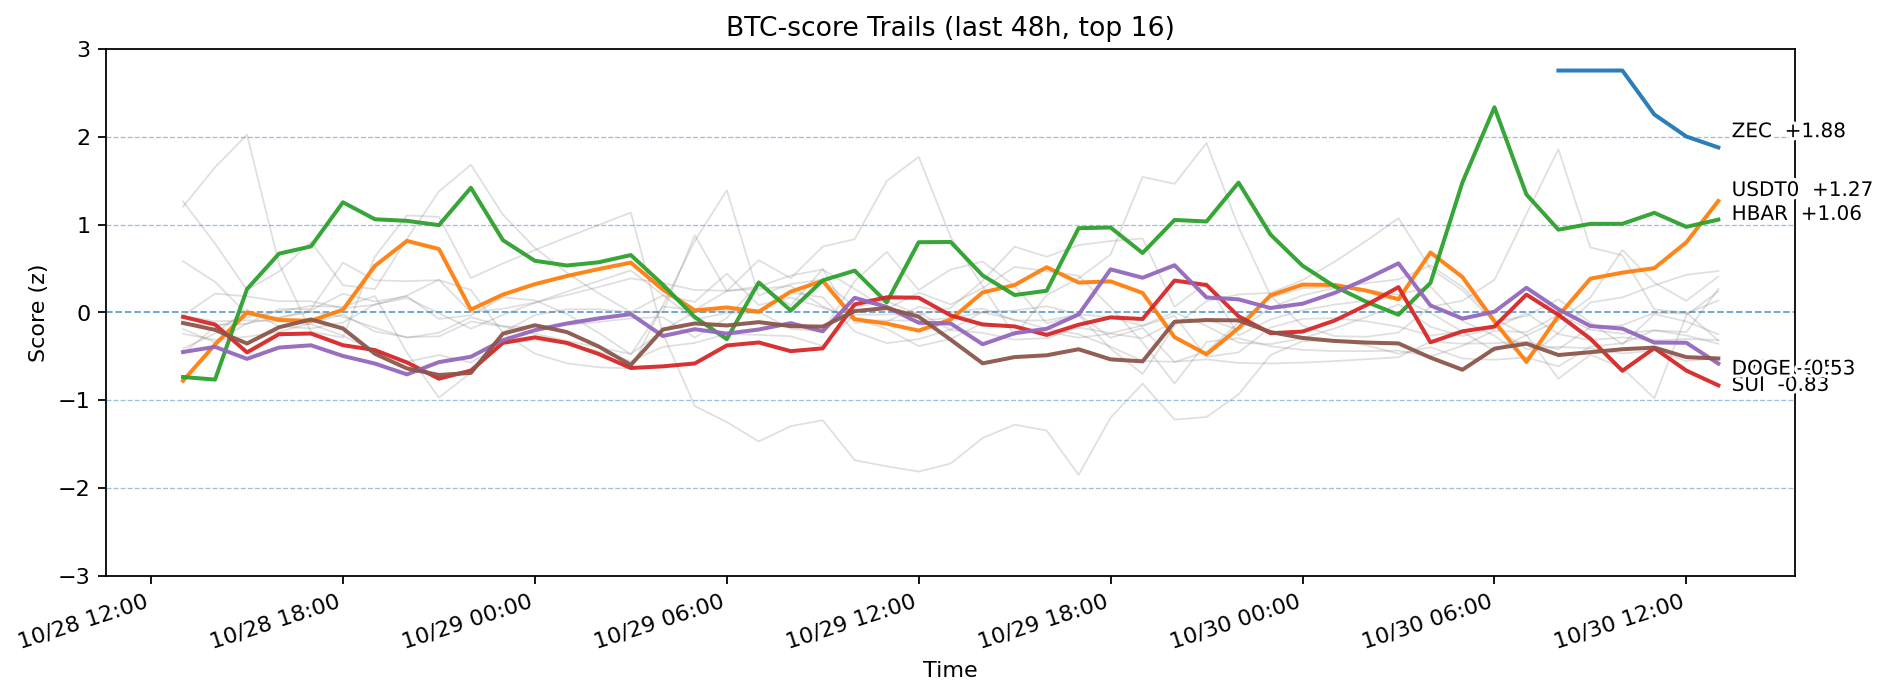 BTC-score Trails (last 48h, top 16)
3
2
1
0
−1
−2
−3
Score (z)
ZEC +1.88
USDT0 +1.27
HBAR +1.06
DOGE -0.53
SUI -0.83
10/28 12:00
10/28 18:00
10/29 00:00
10/29 06:00
10/29 12:00
10/29 18:00
10/30 00:00
10/30 06:00
10/30 12:00
Time